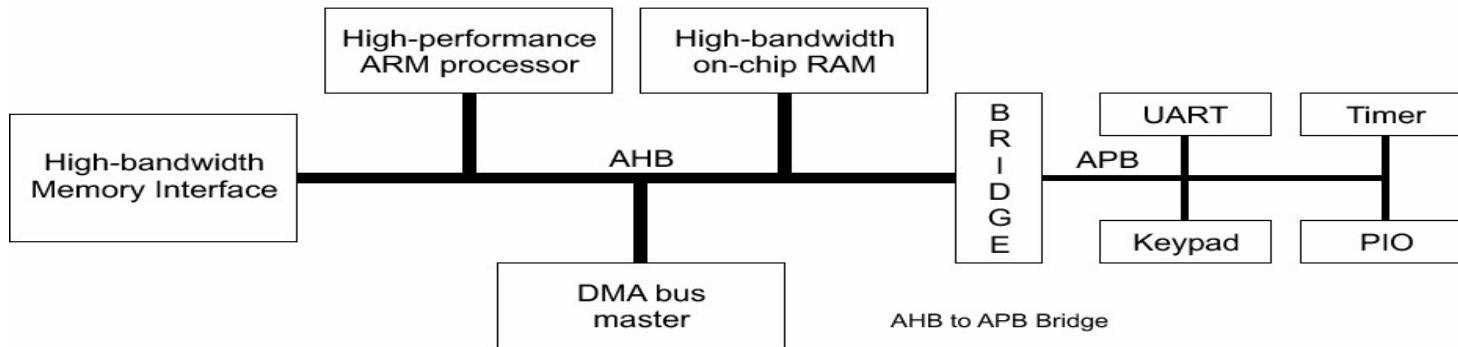 High-performance
ARM processor
High-bandwidth
on-chip RAM
High-bandwidth
Memory Interface
AHB
B
R
I
D
G
E
APB
UART
Timer
Keypad
PIO
DMA bus
master
AHB to APB Bridge